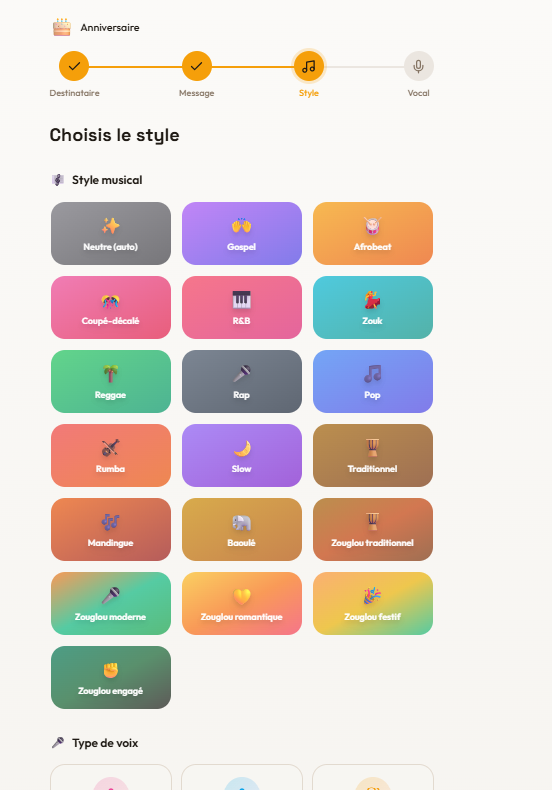 Anniversaire
Destinataire Message Style Vocal
Choisis le style
Style musical
Neutre (auto) Gospel Afrobeat
Coupé-décalé R&B Zouk
Reggae Rap Pop
Rumba Slow Traditionnel
Mandingue Baoulé Zouglou traditionnel
Zouglou moderne Zouglou romantique Zouglou festif
Zouglou engagé
Type de voix